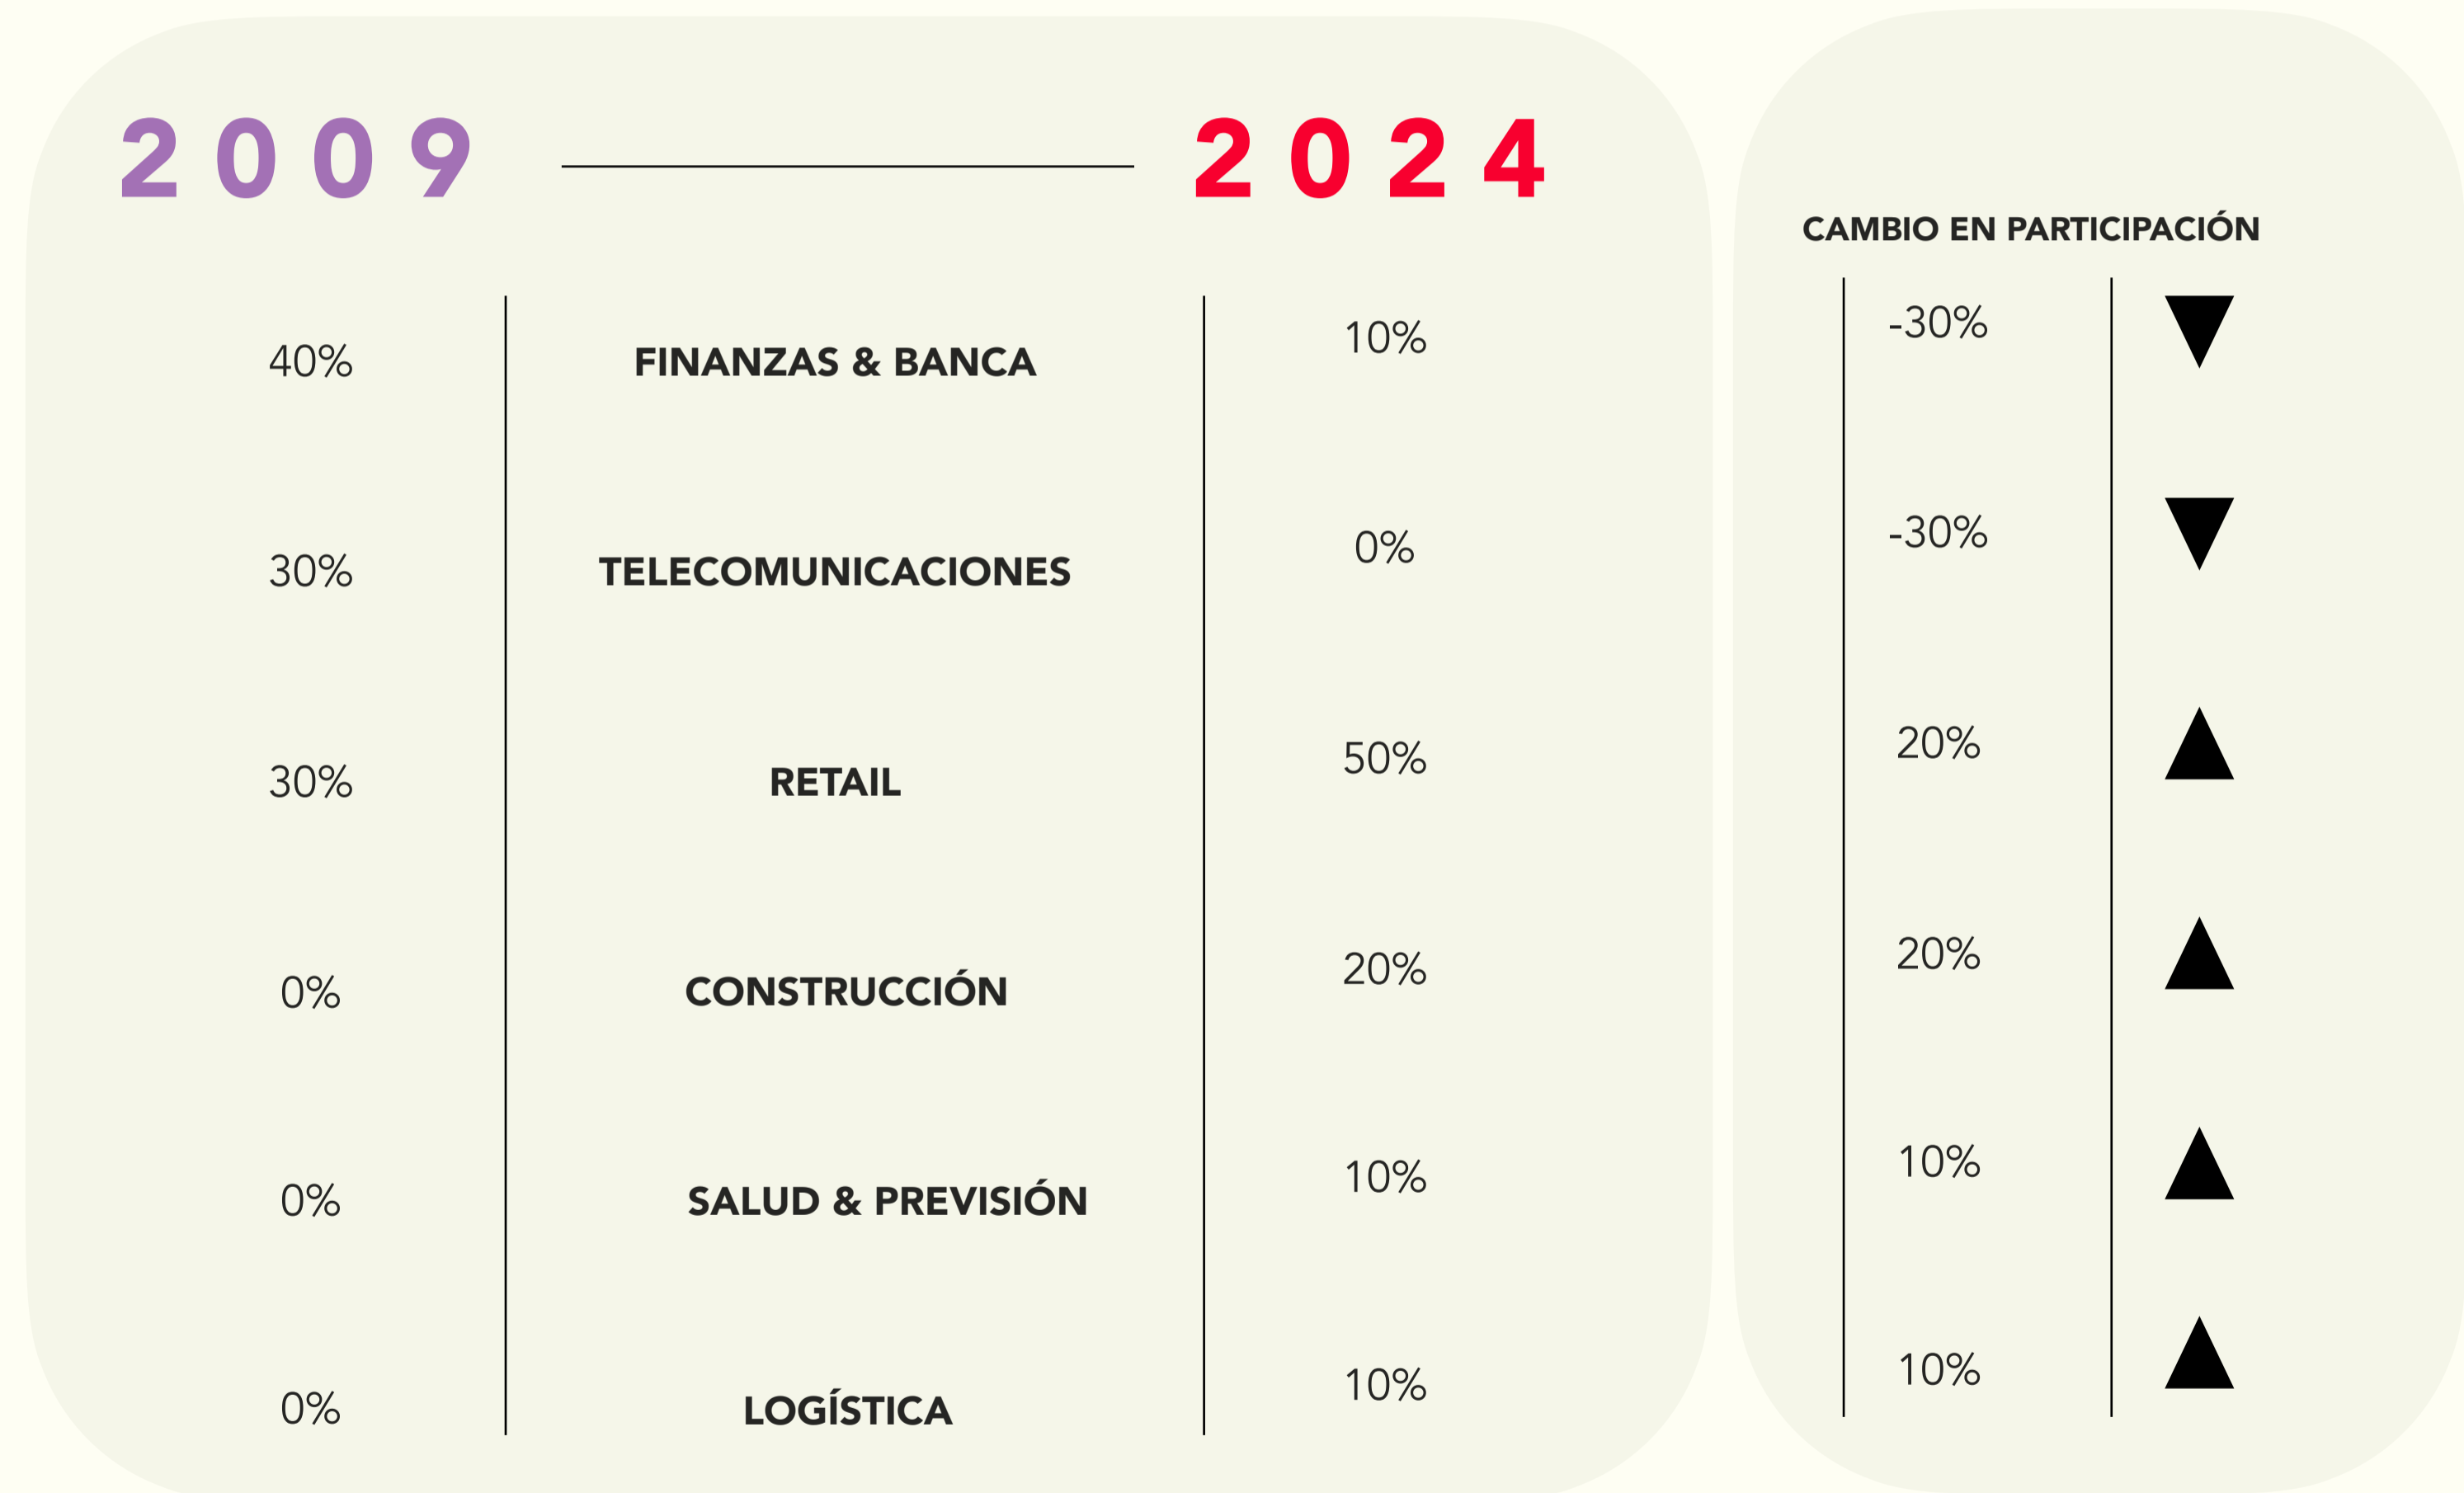 2009 2024
CAMBIO EN PARTICIPACIÓN
40% FINANZAS & BANCA 10% -30%
30% TELECOMUNICACIONES 0% -30%
30% RETAIL 50% 20%
0% CONSTRUCCIÓN 20% 20%
0% SALUD & PREVISIÓN 10% 10%
0% LOGÍSTICA 10% 10%